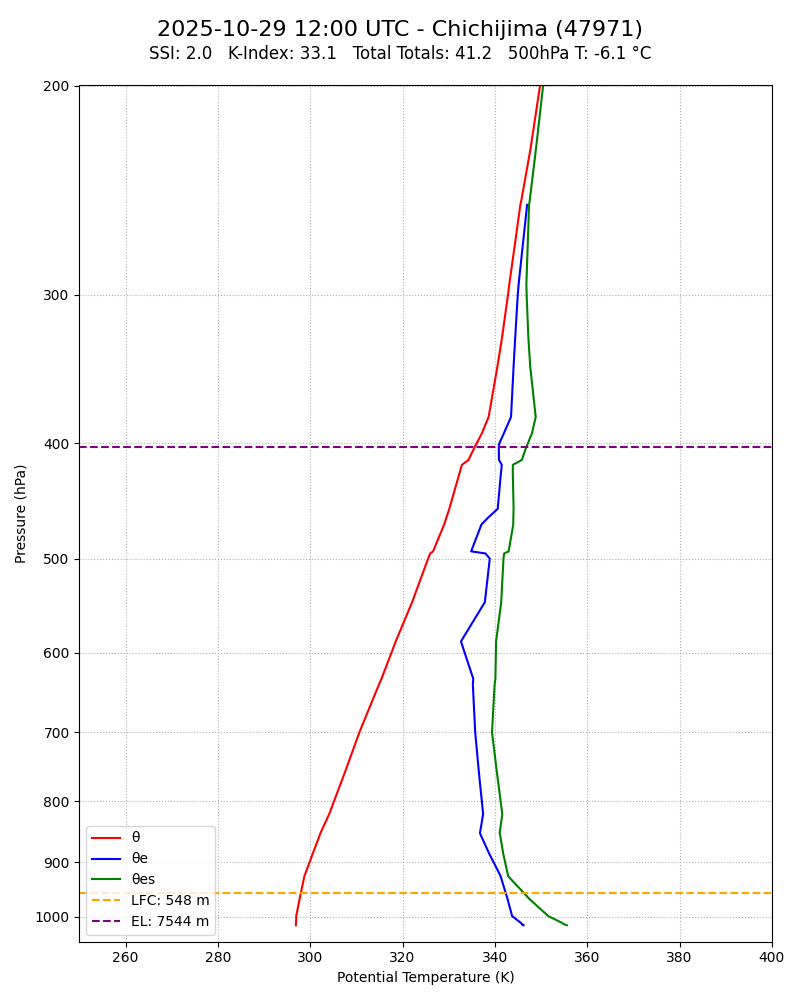 2025-10-29 12:00 UTC - Chichijima (47971)
SSI: 2.0   K-Index: 33.1   Total Totals: 41.2   500hPa T: -6.1 °C
200
300
400
500
600
700
800
900
1000
Pressure (hPa)
θ
θe
θes
LFC: 548 m
EL: 7544 m
260 280 300 320 340 360 380 400
Potential Temperature (K)